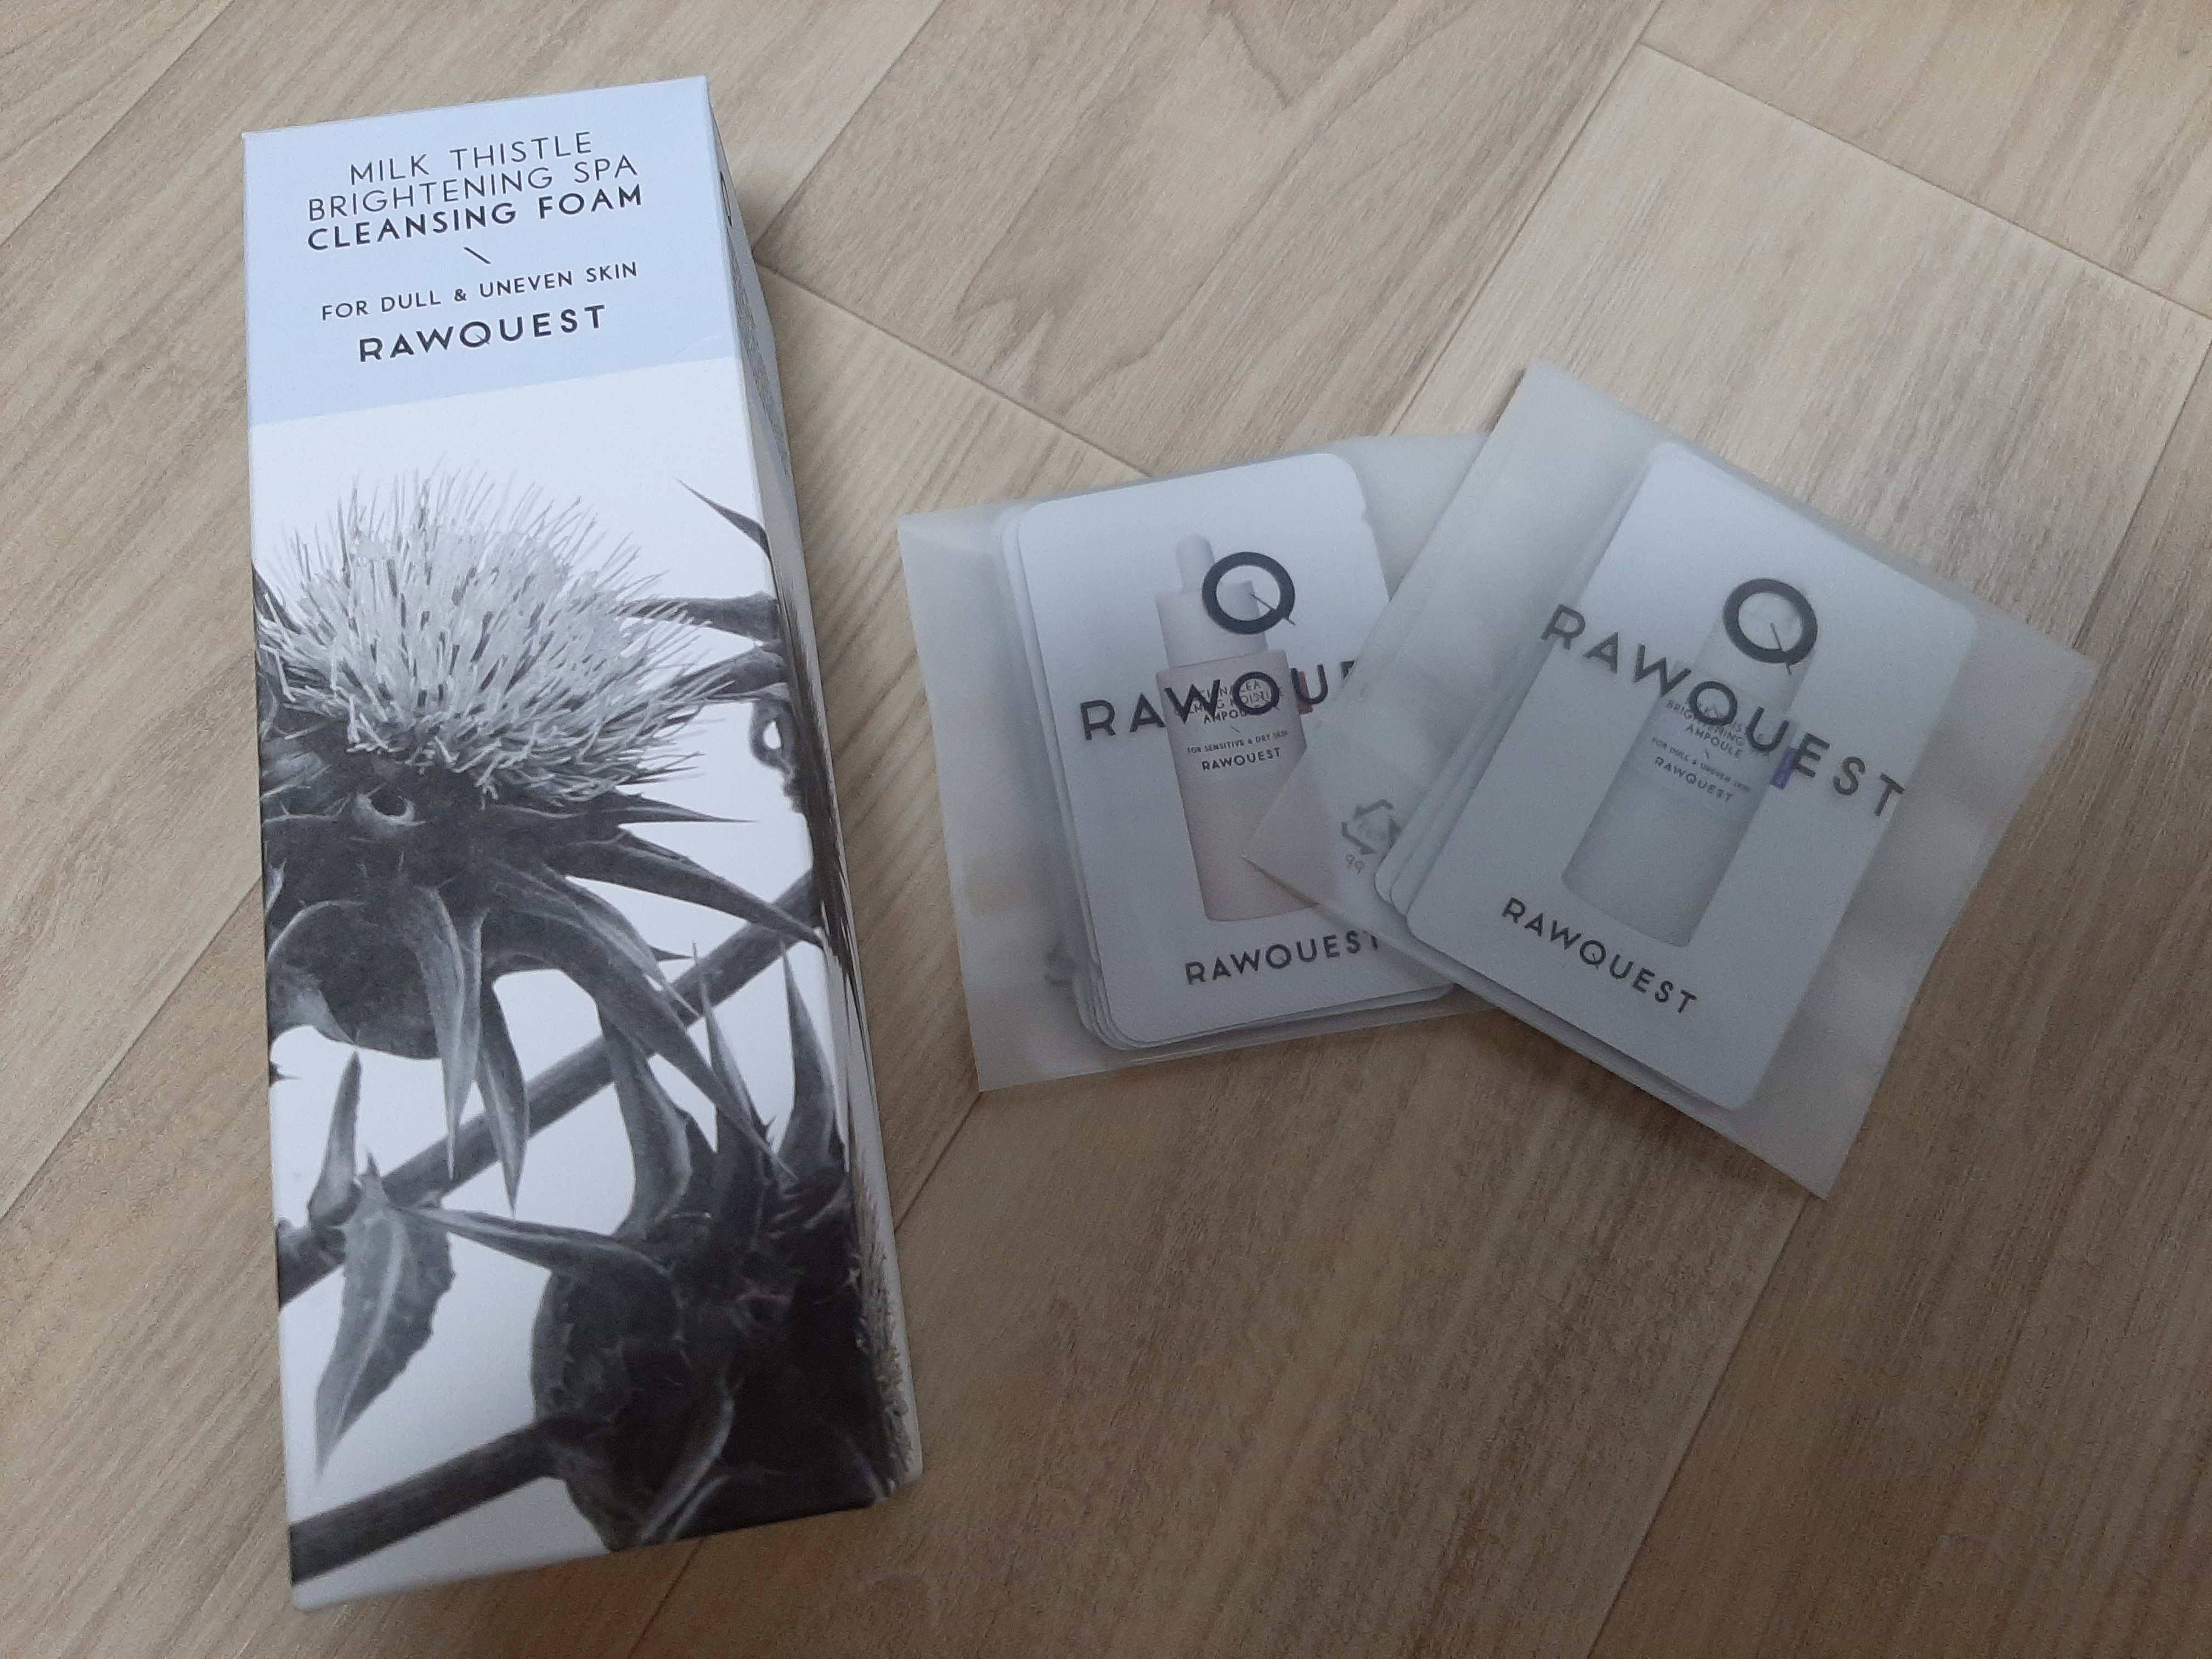 MILK THISTLE
BRIGHTENING SPA
CLEANSING FOAM
FOR DULL & UNEVEN SKIN
RAWQUEST
Q
RAWQUE
AMPOULE
FOR SENSITIVE & DRY SKIN
RAWQUEST
RAWQUEST
Q
RAWQUEST
BRIGHTENING
AMPOULE
FOR DULL & UNEVEN SKIN
RAWQUEST
RAWQUEST